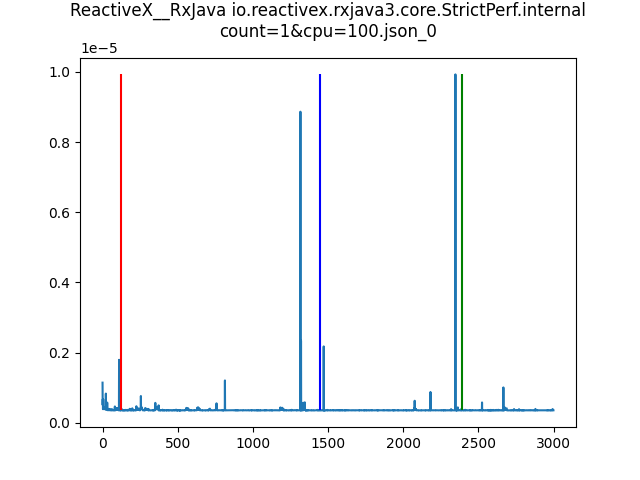 ReactiveX__RxJava io.reactivex.rxjava3.core.StrictPerf.internal
count=1&cpu=100.json_0
1e−5
1.0
0.8
0.6
0.4
0.2
0.0
0 500 1000 1500 2000 2500 3000